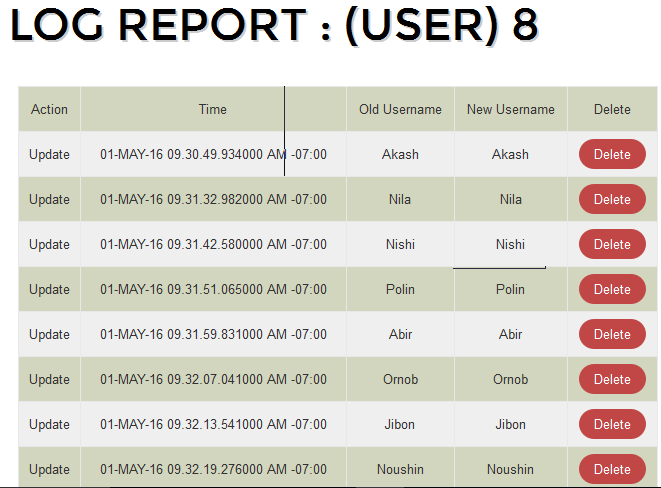 LOG REPORT : (USER) 8
Action Time Old Username New Username Delete
Update 01-MAY-16 09.30.49.934000 AM -07:00 Akash Akash Delete
Update 01-MAY-16 09.31.32.982000 AM -07:00 Nila Nila Delete
Update 01-MAY-16 09.31.42.580000 AM -07:00 Nishi Nishi Delete
Update 01-MAY-16 09.31.51.065000 AM -07:00 Polin Polin Delete
Update 01-MAY-16 09.31.59.831000 AM -07:00 Abir Abir Delete
Update 01-MAY-16 09.32.07.041000 AM -07:00 Ornob Ornob Delete
Update 01-MAY-16 09.32.13.541000 AM -07:00 Jibon Jibon Delete
Update 01-MAY-16 09.32.19.276000 AM -07:00 Noushin Noushin Delete